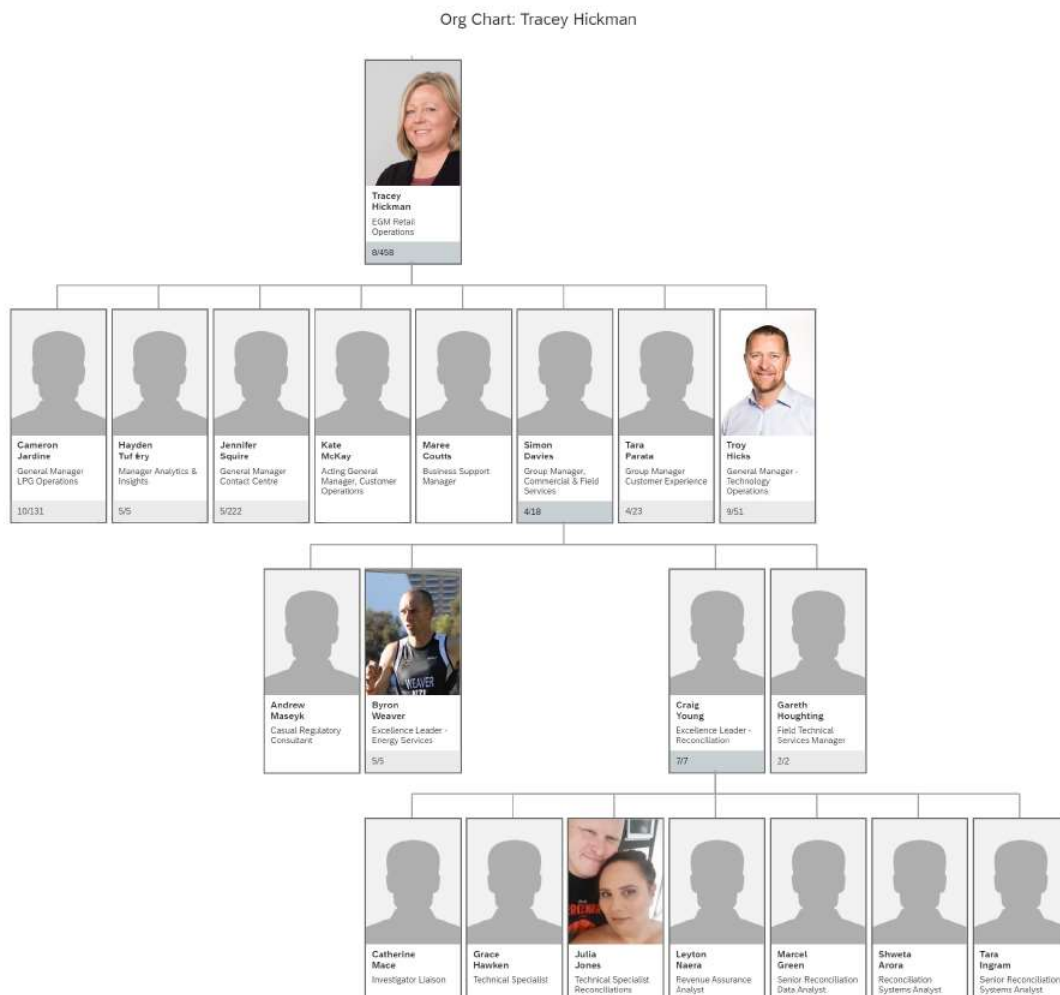 Org Chart: Tracey Hickman
Tracey
Hickman
EGM Retail
Operations
8/458
Cameron
Jardine
General Manager
LPG Operations
10/131
Hayden
Manager Analytics &
Insights
5/5
Jennifer
Squire
General Manager
Contact Centre
5/222
Kate
McKay
Acting General
Manager, Customer
Operations
Maree
Coutts
Business Support
Manager
Simon
Davies
Group Manager,
Commercial & Field
Services
4/18
Tara
Parata
Group Manager
Customer Experience
4/23
Troy
Hicks
General Manager -
Technology
Operations
9/51
Andrew
Maseyk
Casual Regulatory
Consultant
WEAVER
NZL
Byron
Weaver
Excellence Leader -
Energy Services
5/5
Craig
Young
Excellence Leader -
Reconciliation
7/7
Gareth
Houghting
Field Technical
Services Manager
2/2
Catherine
Mace
Investigator Liaison
Grace
Hawken
Technical Specialist
Julia
Jones
Technical Specialist
Reconciliations
Leyton
Naera
Revenue Assurance
Analyst
Marcel
Green
Senior Reconciliation
Data Analyst
Shweta
Arora
Reconciliation
Systems Analyst
Tara
Ingram
Senior Reconciliation
Systems Analyst